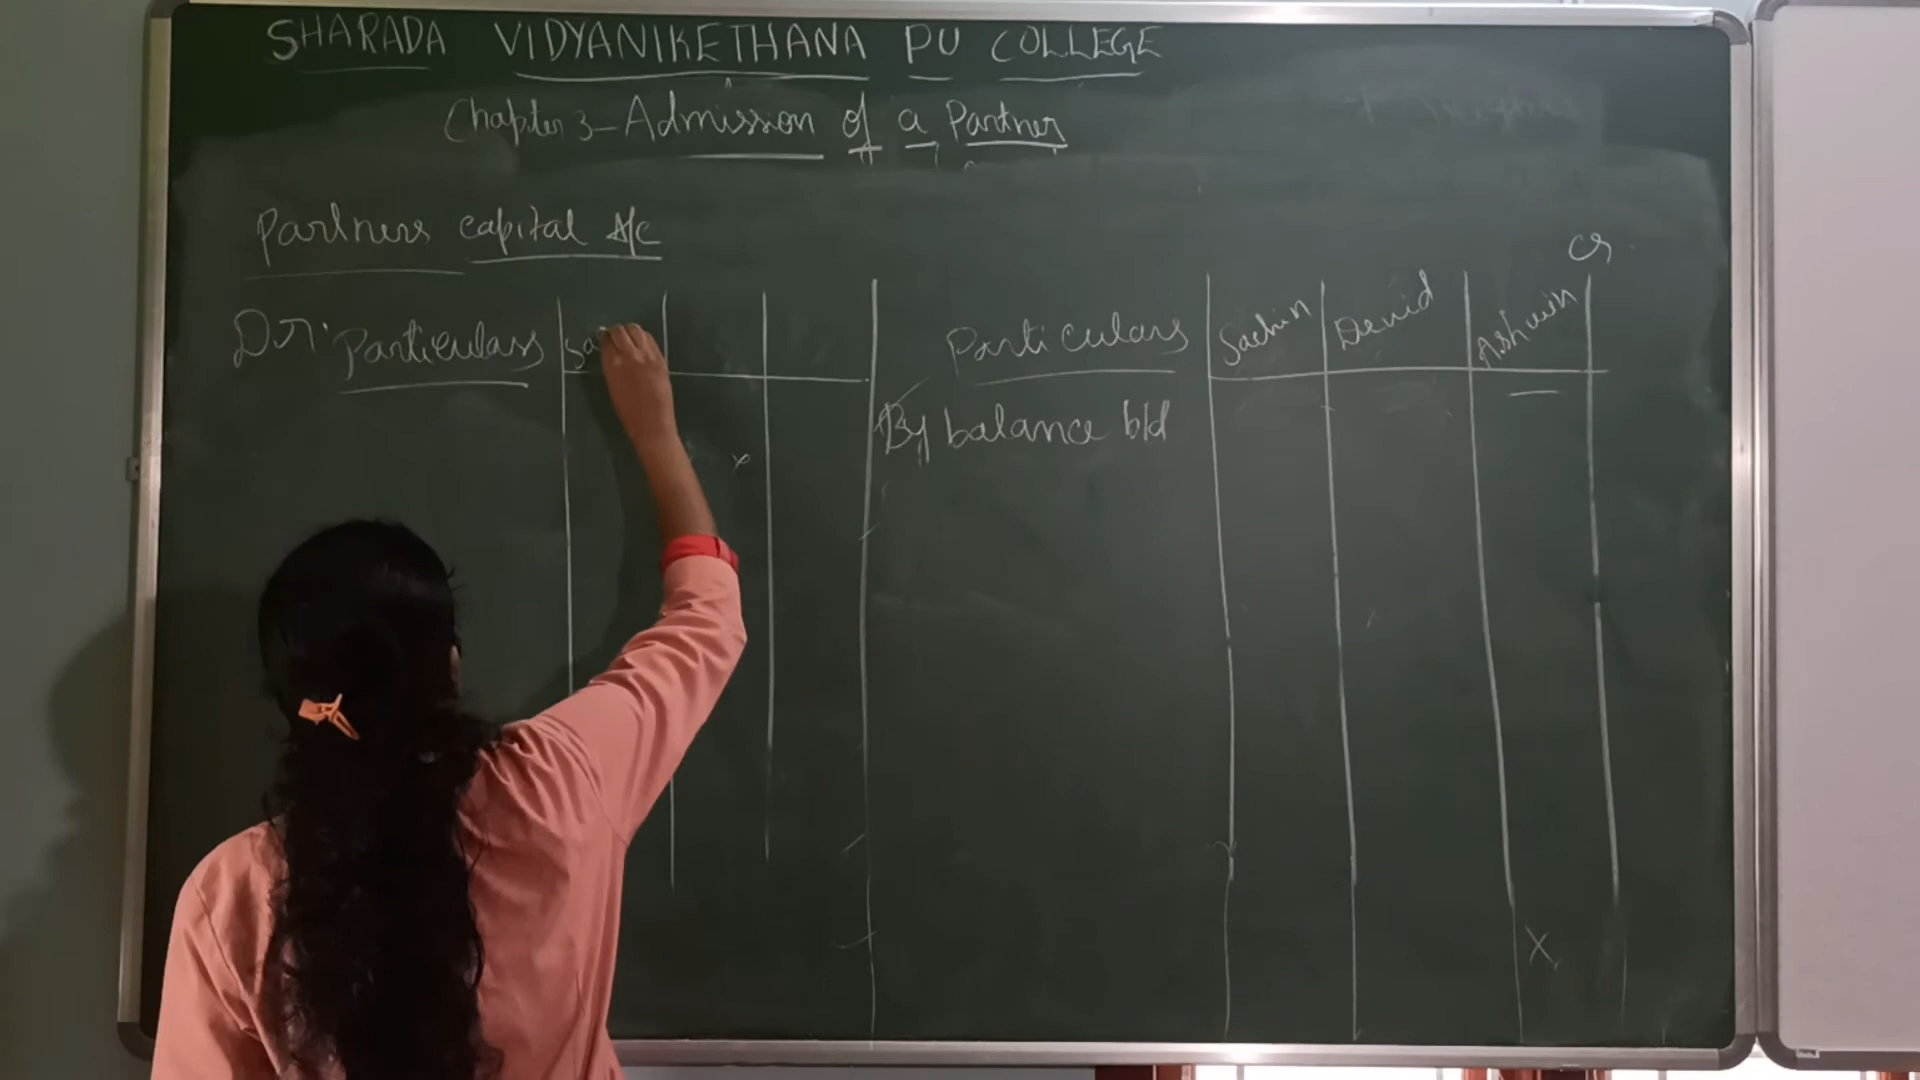 SHARADA VIDYANIKETHANA PU COLLEGE
Chapter 3 - Admission of a Partner
Partners capital A/c
Cr
Dr. Particulars Sa Particulars Sachin David Ashwin
By balance b/d